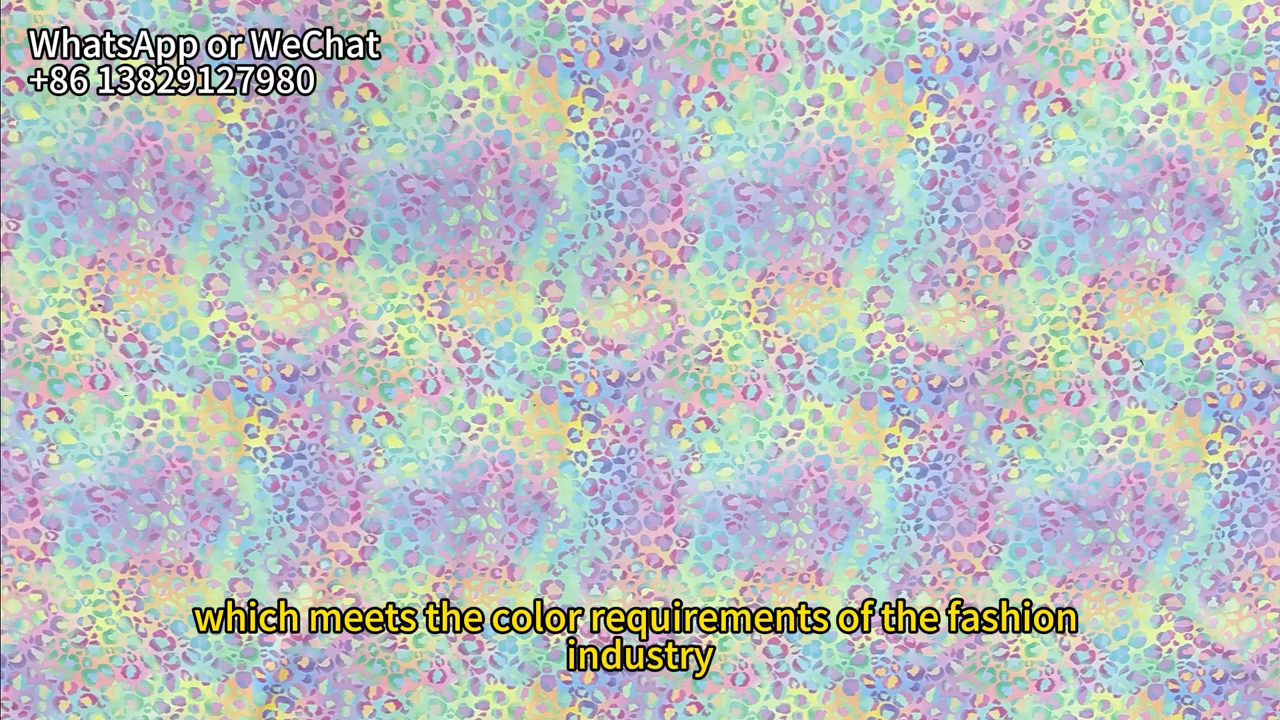 WhatsApp or WeChat
+86 13829127980
which meets the color requirements of the fashion
industry